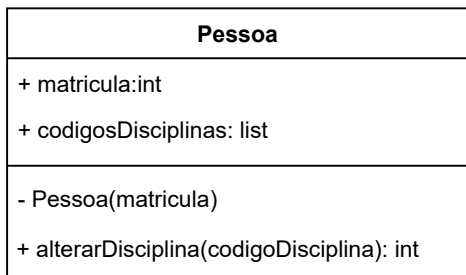 Pessoa
+ matricula:int
+ codigosDisciplinas: list
- Pessoa(matricula)
+ alterarDisciplina(codigoDisciplina): int